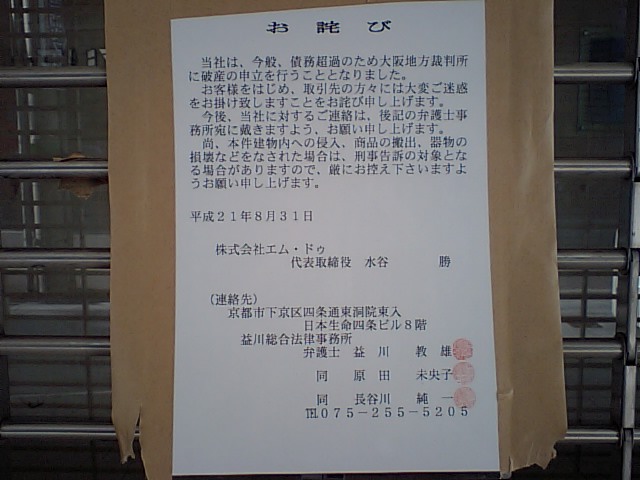 お詫び
当社は、今般、債務超過のため大阪地方裁判所
に破産の申立を行うこととなりました。
お客様をはじめ、取引先の方々には大変ご迷惑
をお掛け致しますことをお詫び申し上げます。
今後、当社に対するご連絡は、後記の弁護士事
務所宛に戴きますよう、お願い申し上げます。
尚、本件建物内への侵入、商品の搬出、器物の
損壊などをなされた場合は、刑事告訴の対象とな
る場合がありますので、厳にお控え下さいますよ
うお願い申し上げます。
平成21年8月31日
株式会社エム・ドゥ
代表取締役 水谷 勝
(連絡先)
京都市下京区四条通東洞院東入
日本生命四条ビル8階
益川総合法律事務所
弁護士 益川 教雄
同 原田 未央子
同 長谷川 純一
℡075-255-5205